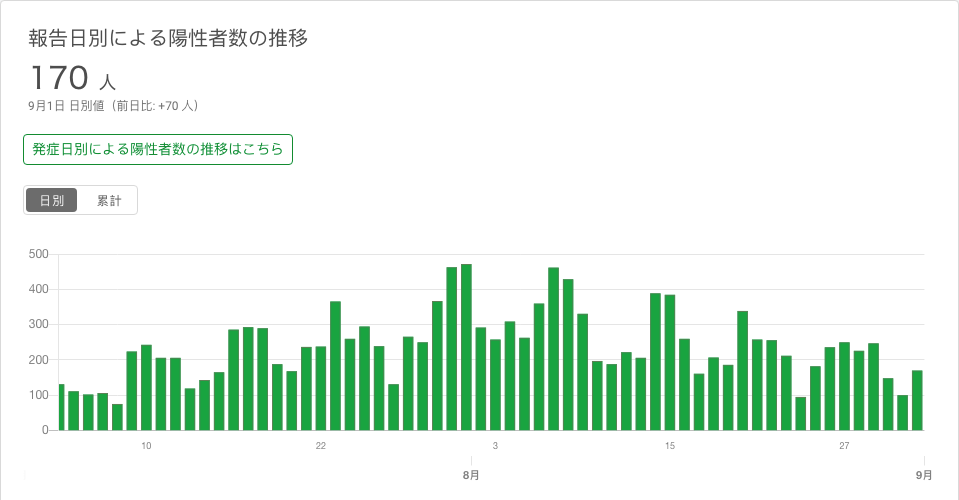 報告日別による陽性者数の推移
170 人
9月1日 日別値（前日比: +70 人）
発症日別による陽性者数の推移はこちら
日別 累計
500
400
300
200
100
0
10 22 3 15 27
8月 9月